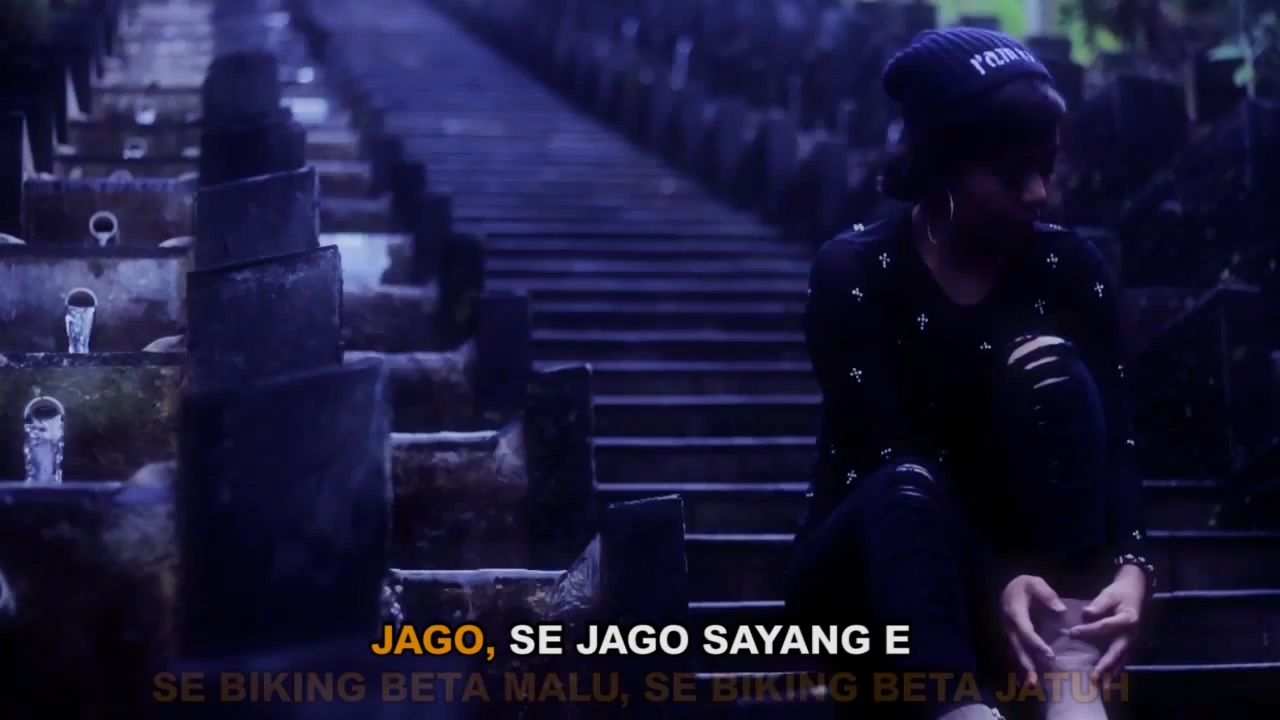 JAGO, SE JAGO SAYANG E
SE BIKING BETA MALU, SE BIKING BETA JATUH